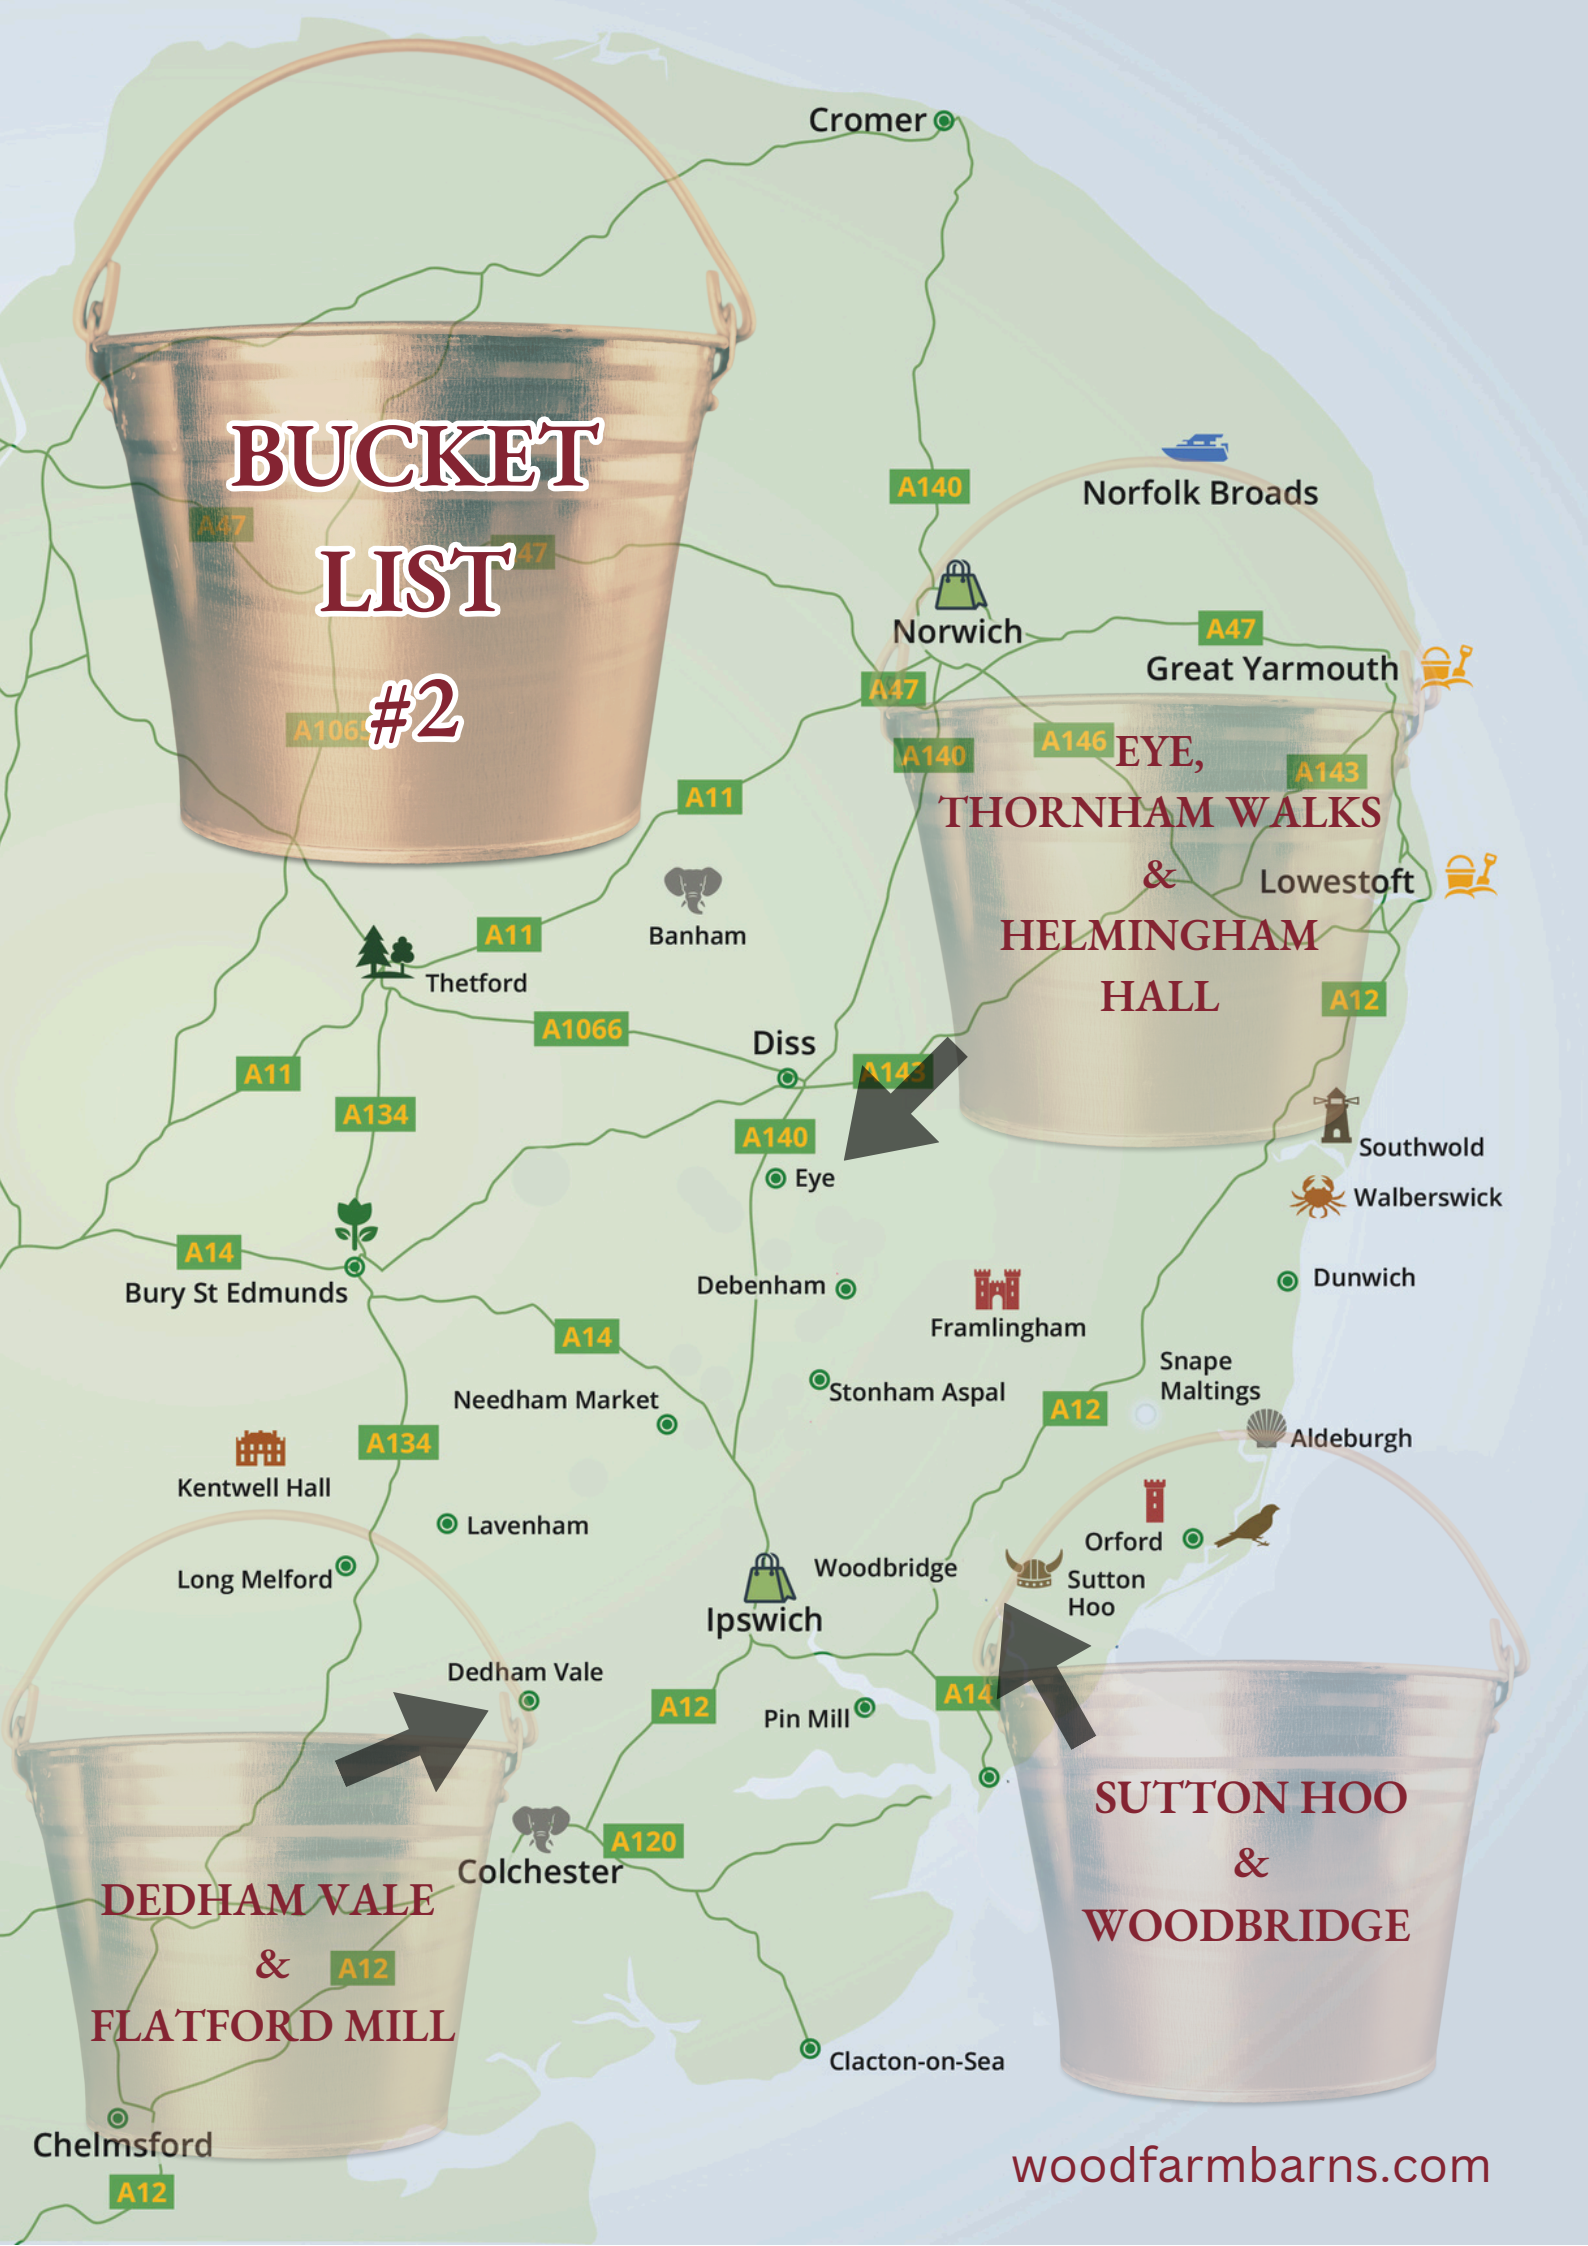 Cromer
BUCKET
LIST
#2
A47
47
A1065
A140
Norfolk Broads
Norwich
A47
Great Yarmouth
A47
A140
A146
A143
EYE,
THORNHAM WALKS
&
HELMINGHAM
HALL
Lowestoft
A12
A11
Banham
A11
Thetford
A1066
Diss
A143
A11
A134
A140
Eye
Southwold
Walberswick
A14
Bury St Edmunds
Debenham
Framlingham
Dunwich
A14
Snape
Maltings
Needham Market
Stonham Aspal
A12
Aldeburgh
A134
Kentwell Hall
Lavenham
Orford
Long Melford
Woodbridge
Sutton
Hoo
Ipswich
Dedham Vale
A12
Pin Mill
A14
SUTTON HOO
&
WOODBRIDGE
A120
Colchester
DEDHAM VALE
&
A12
FLATFORD MILL
Clacton-on-Sea
Chelmsford
A12
woodfarmbarns.com